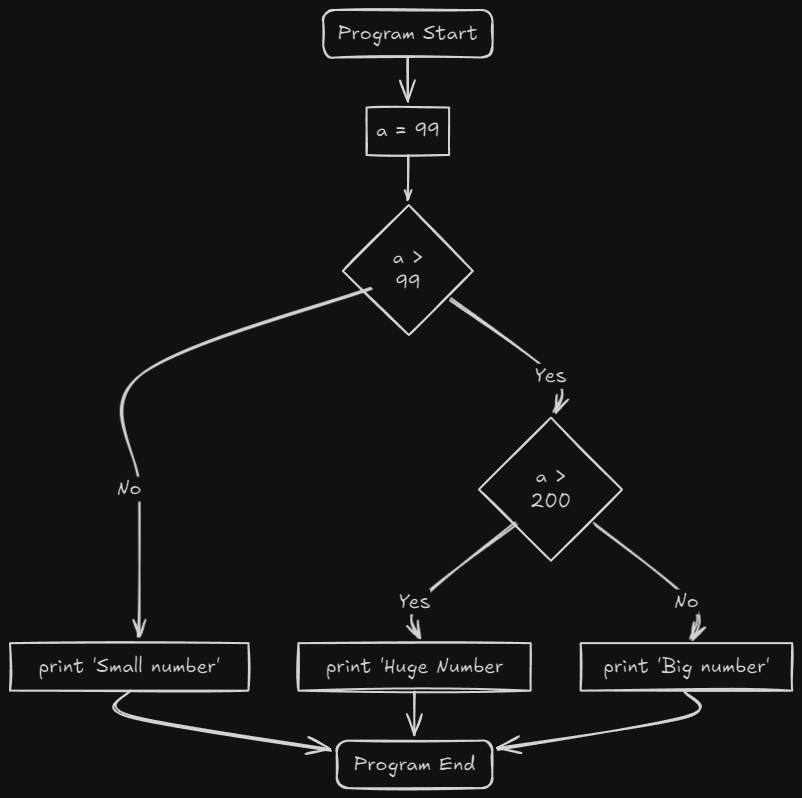 Program Start
a = 99
a >
99
Yes
No
a >
200
Yes
No
print 'Small number'
print 'Huge Number
print 'Big number'
Program End